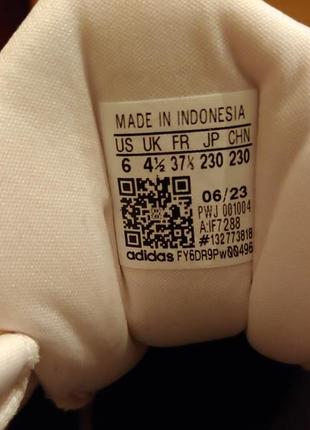 MADE IN INDONESIA
US UK FR JP CHN
6 4½ 37⅓ 230 230
06/23
PWJ 001004
A:IF7288
#132773818
adidas FY6DR9Pw00496